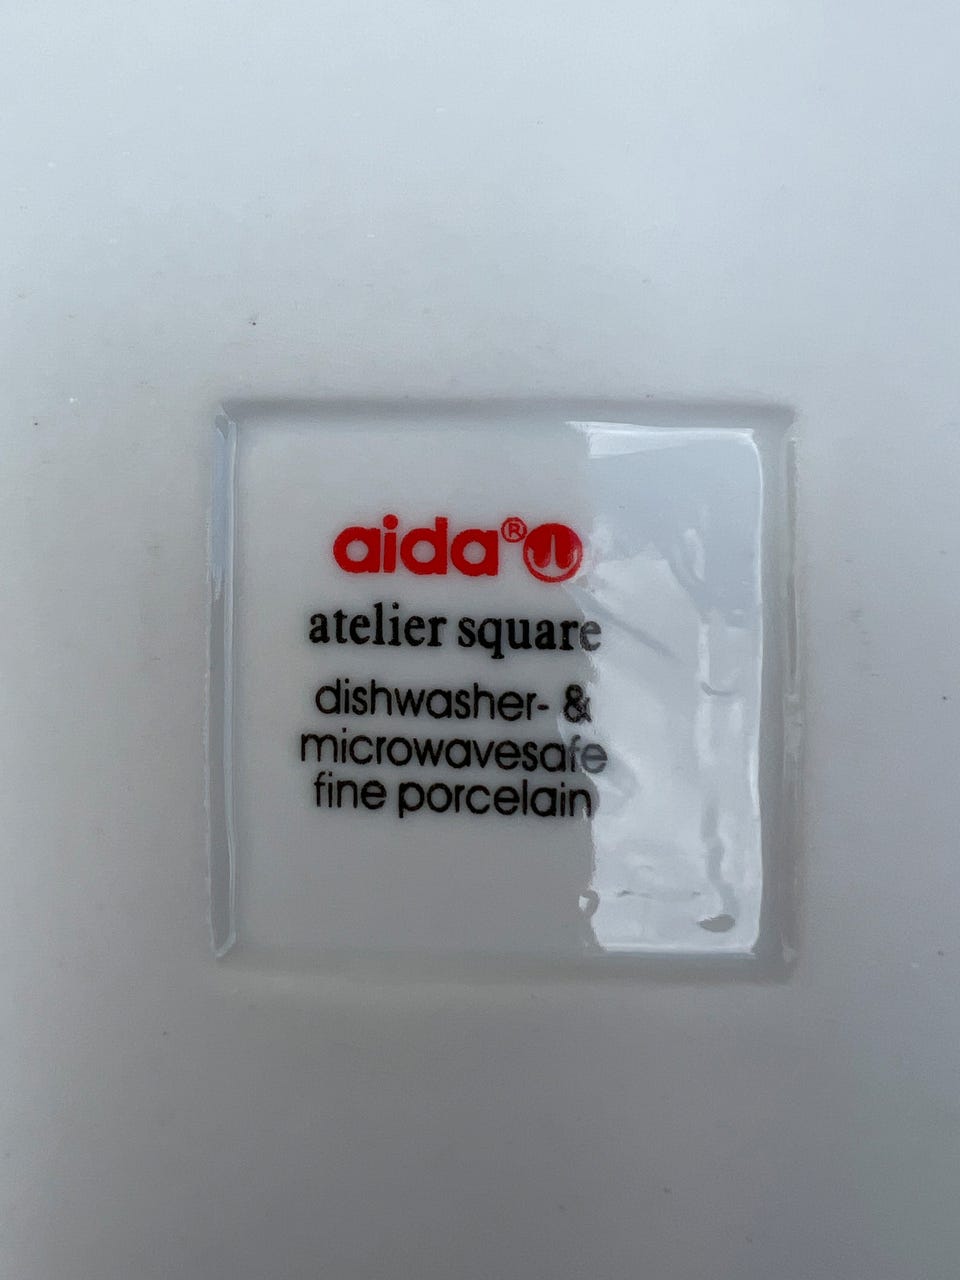 aida®
atelier square
dishwasher- &
microwavesafe
fine porcelain